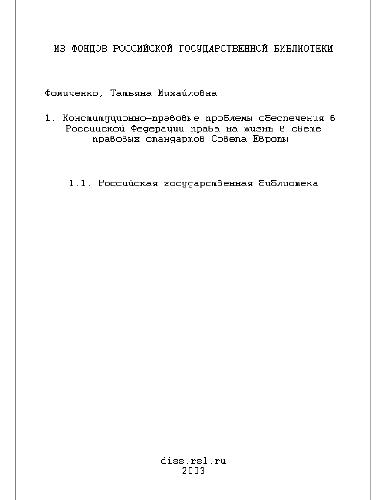 ИЗ ФОНДОВ РОССИЙСКОЙ ГОСУДАРСТВЕННОЙ БИБЛИОТЕКИ
Фомиченко, Татьяна Михайловна
1. Конституционно-правовые проблемы обеспечения в
Российской Федерации права на жизнь в свете
правовых стандартов Совета Европы
1.1. Российская государственная библиотека
diss.rsl.ru
2003